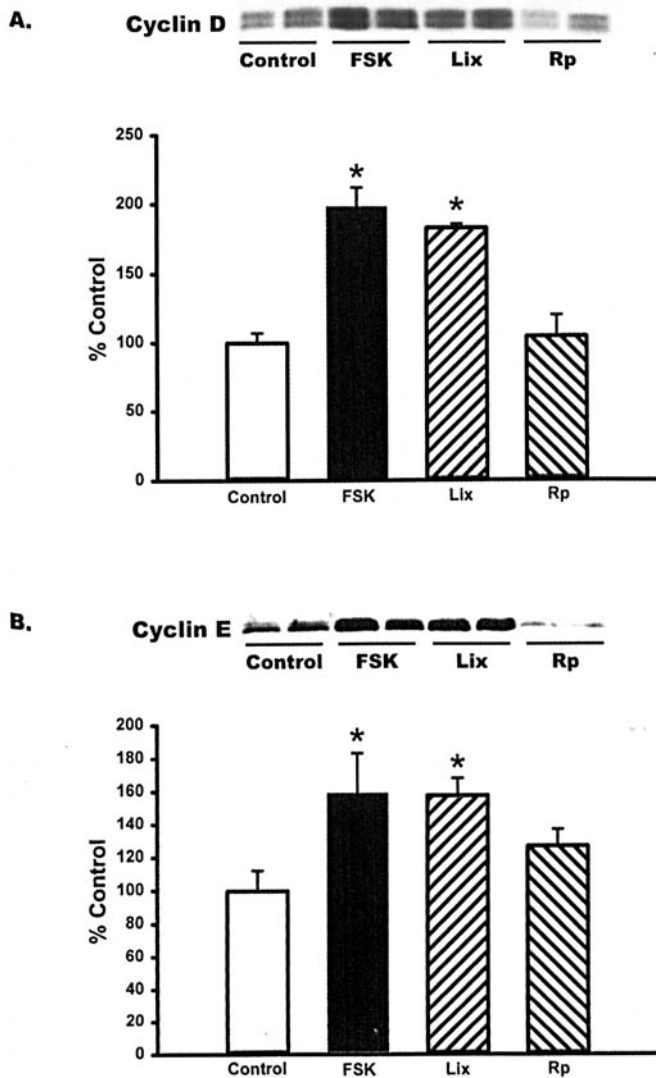 A.
Cyclin D
Control FSK Lix Rp
250
200
150
100
50
0
% Control
* *
Control FSK Lix Rp
B.
Cyclin E
Control FSK Lix Rp
200
180
160
140
120
100
80
60
40
20
0
% Control
* *
Control FSK Lix Rp